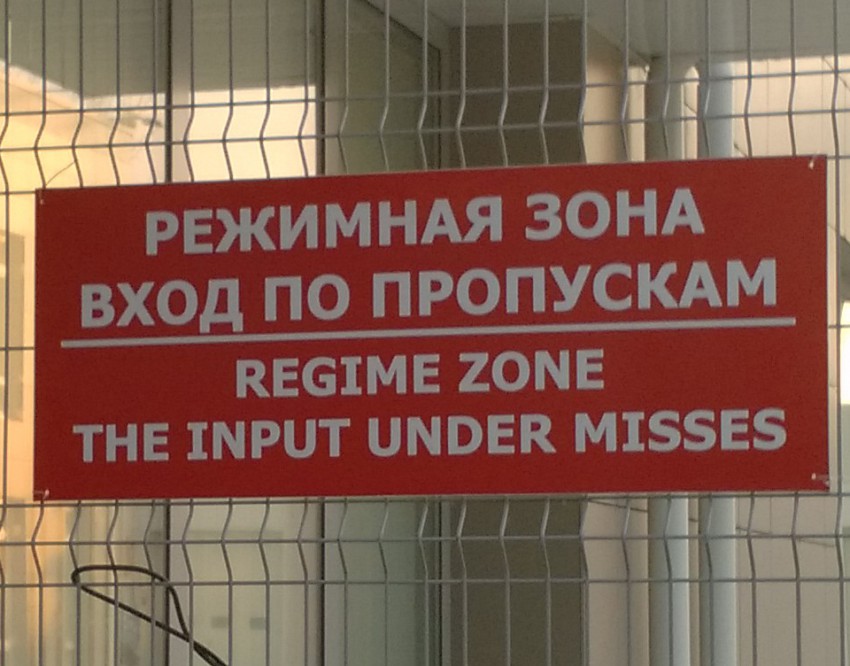 РЕЖИМНАЯ ЗОНА
ВХОД ПО ПРОПУСКАМ
REGIME ZONE
THE INPUT UNDER MISSES